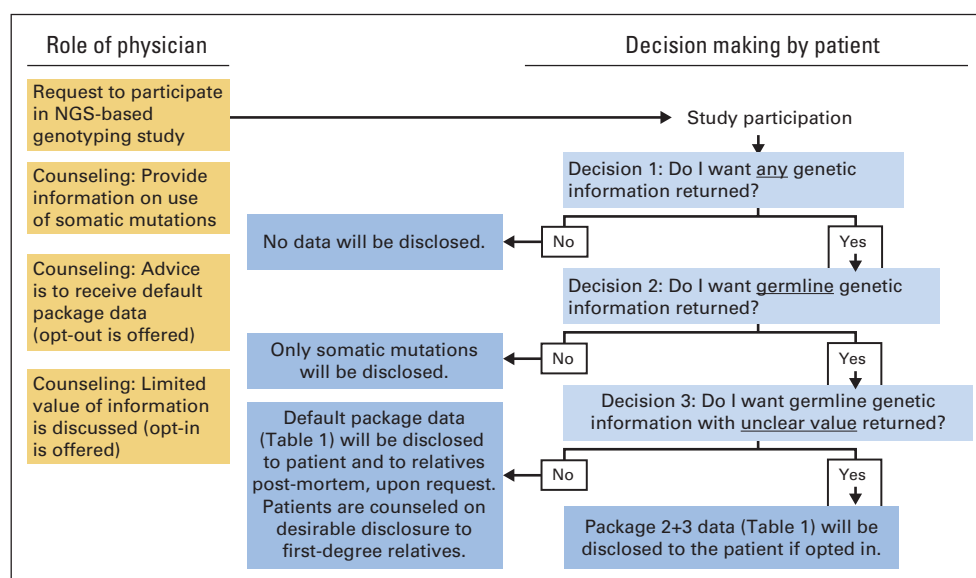 Role of physician
Request to participate
in NGS-based
genotyping study
Counseling: Provide
information on use
of somatic mutations
Counseling: Advice
is to receive default
package data
(opt-out is offered)
Counseling: Limited
value of information
is discussed (opt-in
is offered)
Decision making by patient
Study participation
Decision 1: Do I want any genetic
information returned?
No
Yes
No data will be disclosed.
Decision 2: Do I want germline genetic
information returned?
No
Yes
Only somatic mutations
will be disclosed.
Decision 3: Do I want germline genetic
information with unclear value returned?
No
Yes
Default package data
(Table 1) will be disclosed
to patient and to relatives
post-mortem, upon request.
Patients are counseled on
desirable disclosure to
first-degree relatives.
Package 2+3 data (Table 1) will be
disclosed to the patient if opted in.